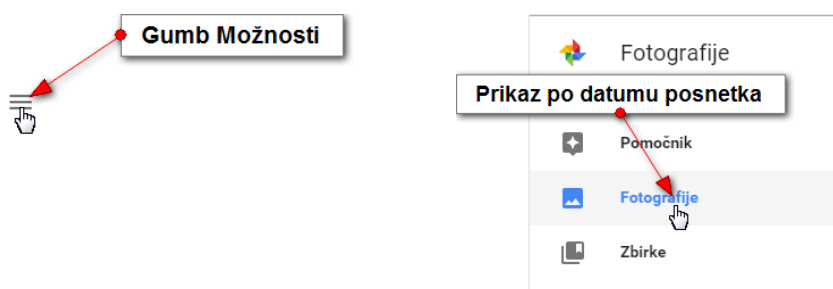 Gumb Možnosti
Fotografije
Prikaz po datumu posnetka
Pomočnik
Fotografije
Zbirke